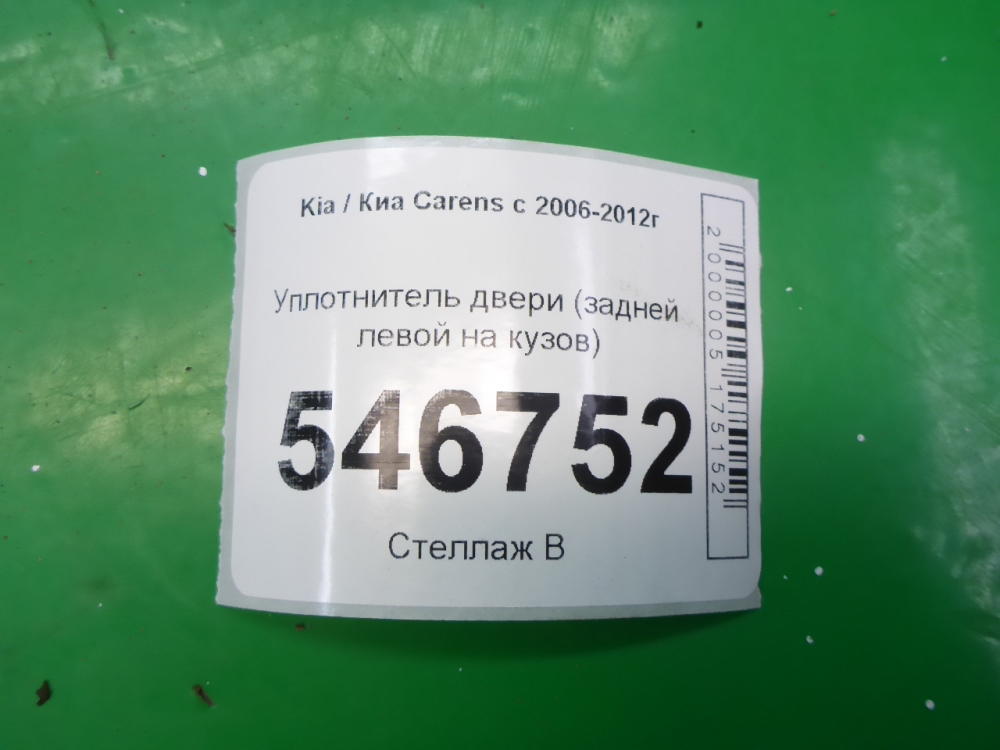 Kia / Киа Carens с 2006-2012г
Уплотнитель двери (задней
левой на кузов)
546752
Стеллаж В
2000005175152